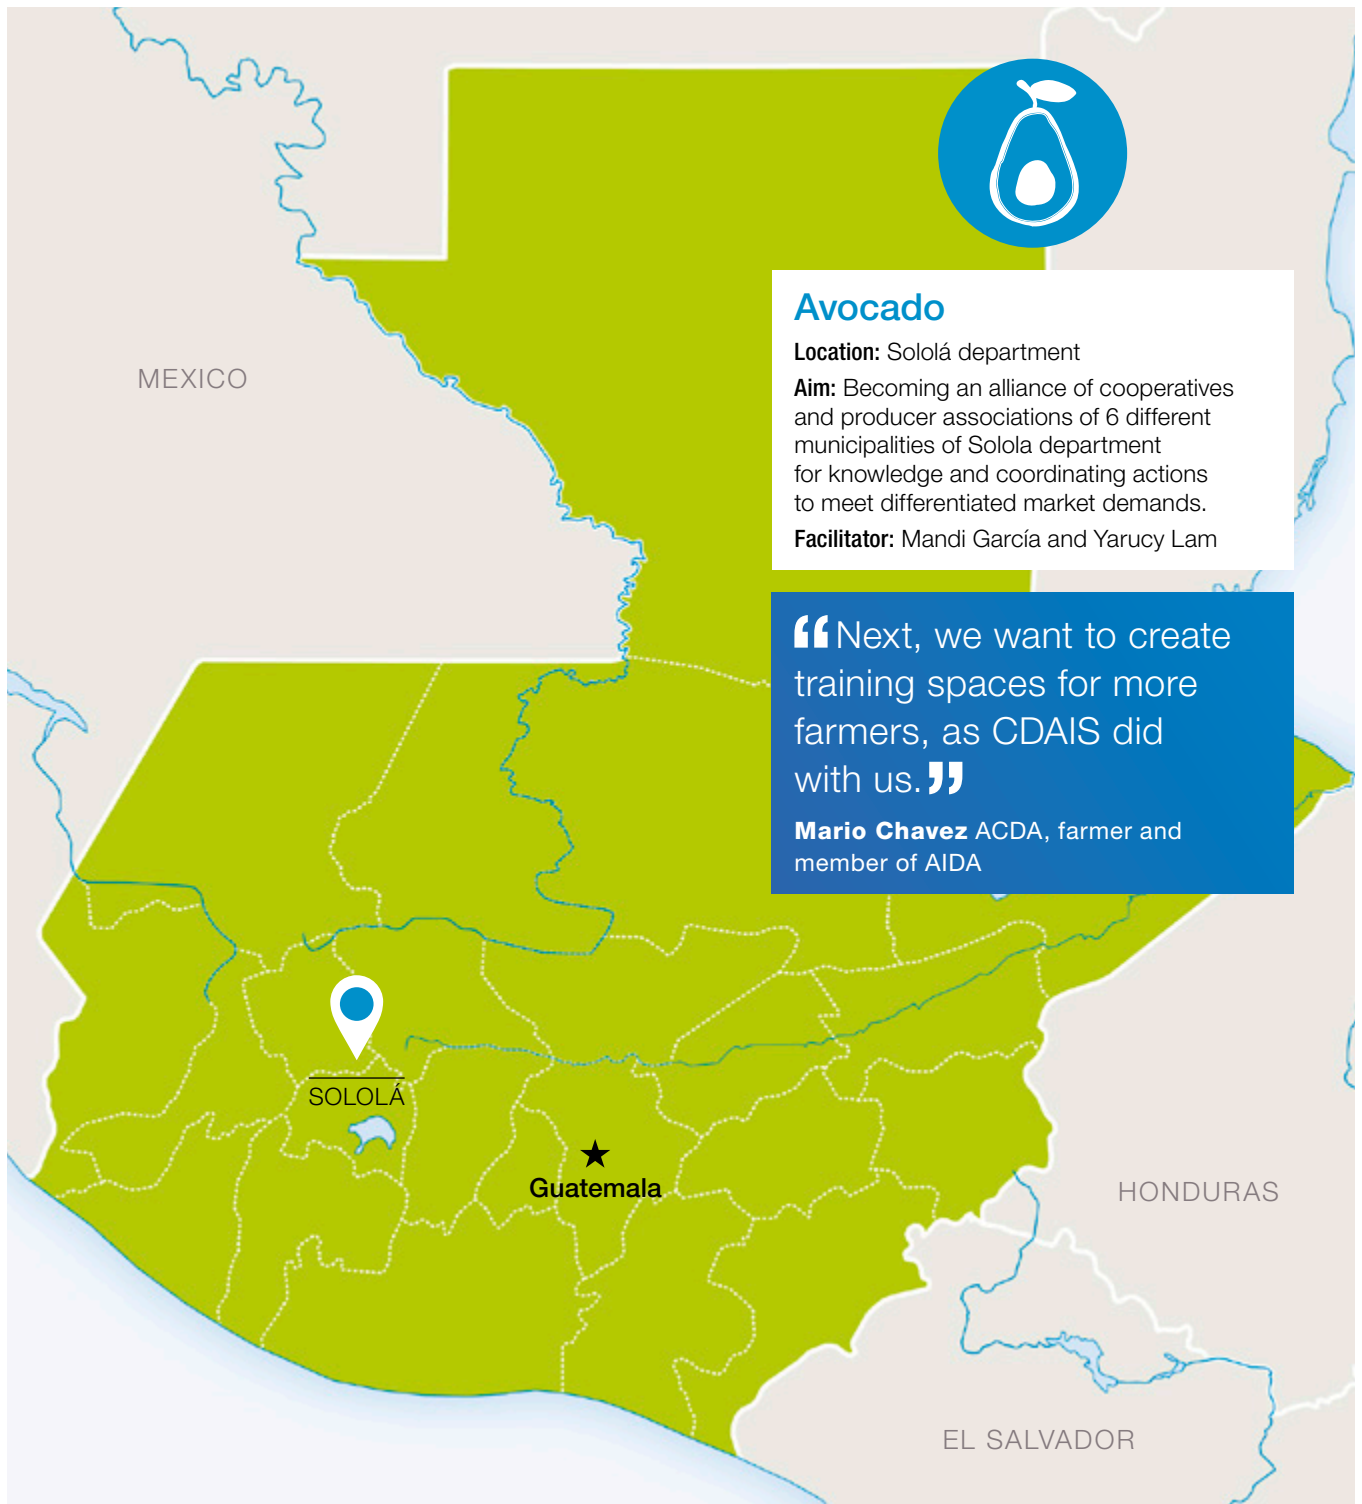 MEXICO
Avocado
Location: Sololá department
Aim: Becoming an alliance of cooperatives
and producer associations of 6 different
municipalities of Solola department
for knowledge and coordinating actions
to meet differentiated market demands.
Facilitator: Mandi García and Yarucy Lam
“Next, we want to create
training spaces for more
farmers, as CDAIS did
with us.”
Mario Chavez ACDA, farmer and
member of AIDA
SOLOLÁ
Guatemala
HONDURAS
EL SALVADOR